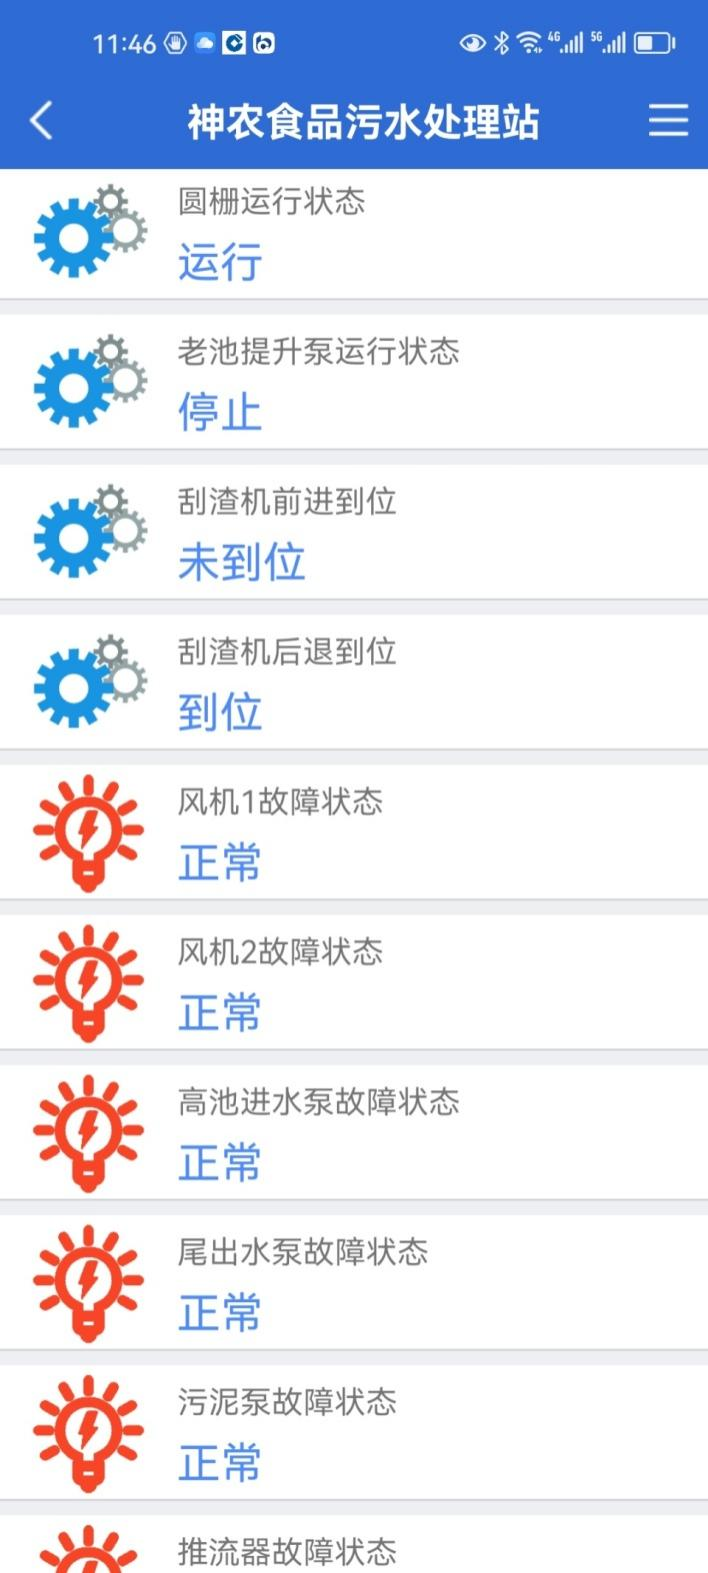 11:46 4G 5G
神农食品污水处理站
圆栅运行状态
运行
老池提升泵运行状态
停止
刮渣机前进到位
未到位
刮渣机后退到位
到位
风机1故障状态
正常
风机2故障状态
正常
高池进水泵故障状态
正常
尾出水泵故障状态
正常
污泥泵故障状态
正常
推流器故障状态